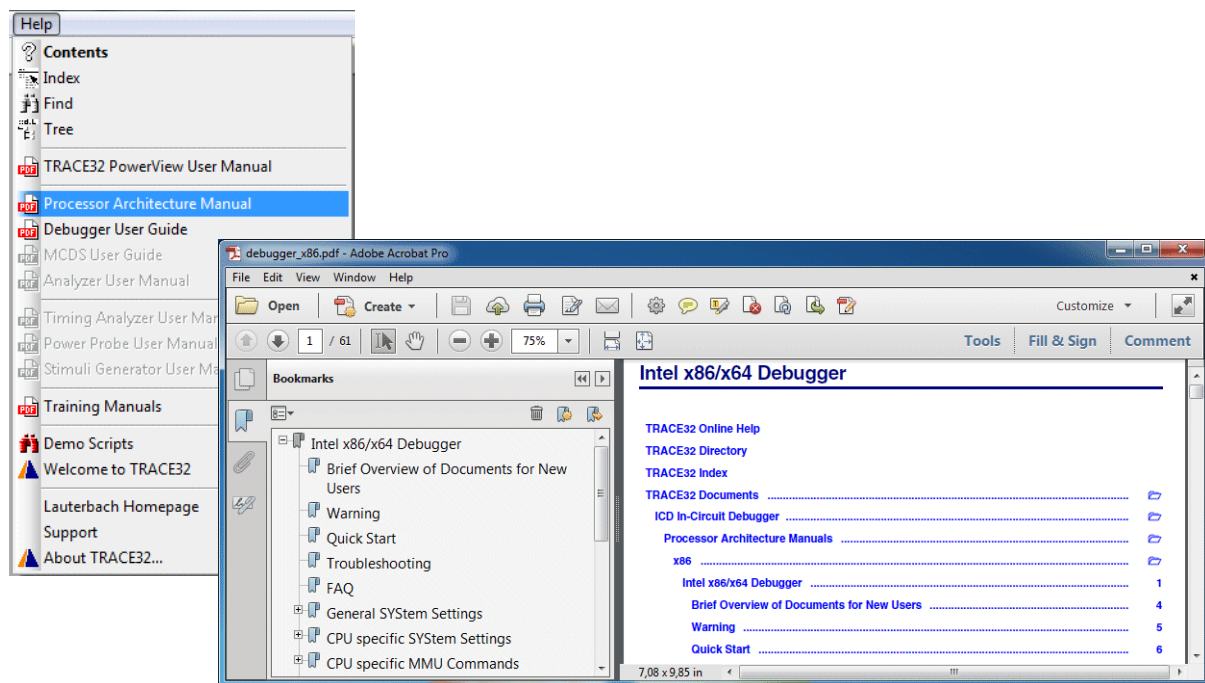 Help
Contents
Index
Find
Tree
TRACE32 PowerView User Manual
Processor Architecture Manual
Debugger User Guide
MCDS User Guide
Analyzer User Manual
Timing Analyzer User Man
Power Probe User Manual
Stimuli Generator User Ma
Training Manuals
Demo Scripts
Welcome to TRACE32
Lauterbach Homepage
Support
About TRACE32...
debugger_x86.pdf - Adobe Acrobat Pro
File Edit View Window Help
Open Create Customize
1 / 61 75% Tools Fill & Sign Comment
Bookmarks
Intel x86/x64 Debugger
Brief Overview of Documents for New
Users
Warning
Quick Start
Troubleshooting
FAQ
General SYStem Settings
CPU specific SYStem Settings
CPU specific MMU Commands
Intel x86/x64 Debugger
TRACE32 Online Help
TRACE32 Directory
TRACE32 Index
TRACE32 Documents
ICD In-Circuit Debugger
Processor Architecture Manuals
x86
Intel x86/x64 Debugger 1
Brief Overview of Documents for New Users 4
Warning 5
Quick Start 6
7,08 x 9,85 in